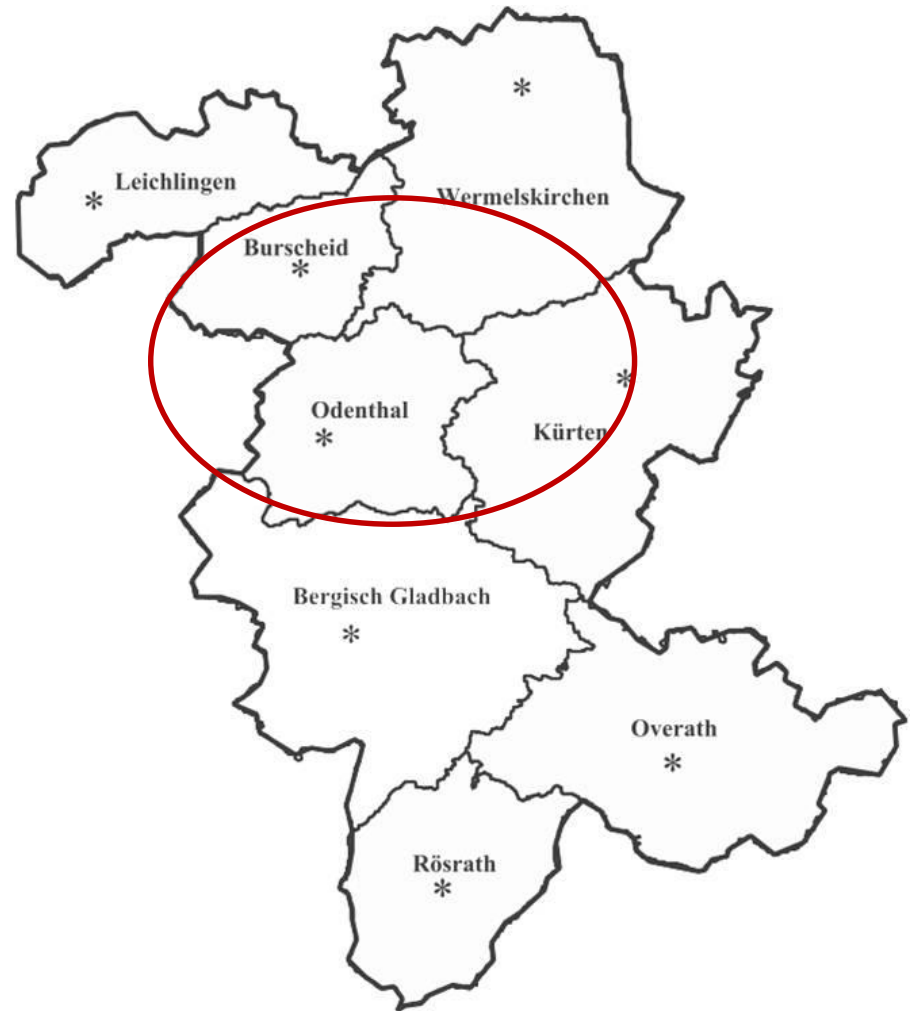 *
Leichlingen
*
Wermelskirchen
Burscheid
*
*
Odenthal
*
Kürten
Bergisch Gladbach
*
Overath
*
Rösrath
*